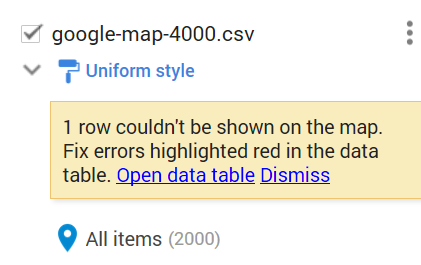 google-map-4000.csv
Uniform style
1 row couldn't be shown on the map.
Fix errors highlighted red in the data
table. Open data table Dismiss
All items (2000)